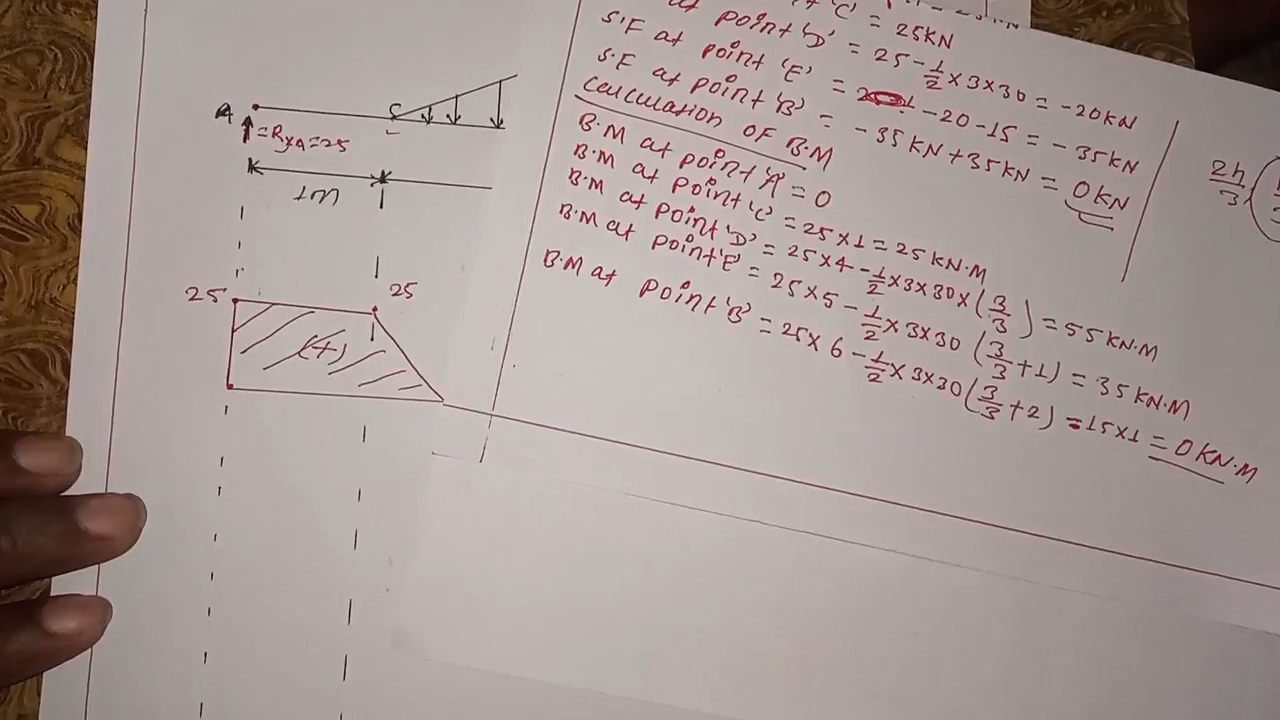 'C' = 25KN
at point 'D' = 25 - 1/2 × 3 × 30 = -20KN
S.F at point 'E' = -20 - 15 = -35KN
S.F at point 'B' = -35KN + 35KN = 0KN
Calculation OF B.M
B.M at point 'A' = 0
B.M at point 'C' = 25 × 1 = 25 KN.M
B.M at point 'D' = 25 × 4 - 1/2 × 3 × 30 × (3/3) = 55 KN.M
B.M at point 'E' = 25 × 5 - 1/2 × 3 × 30 (3/3 + 1) = 35 KN.M
B.M at point 'B' = 25 × 6 - 1/2 × 3 × 30 (3/3 + 2) = 15 × 1 = 0 KN.M
2h/3
A
C
= RyA = 25
1M
25
25
(+)